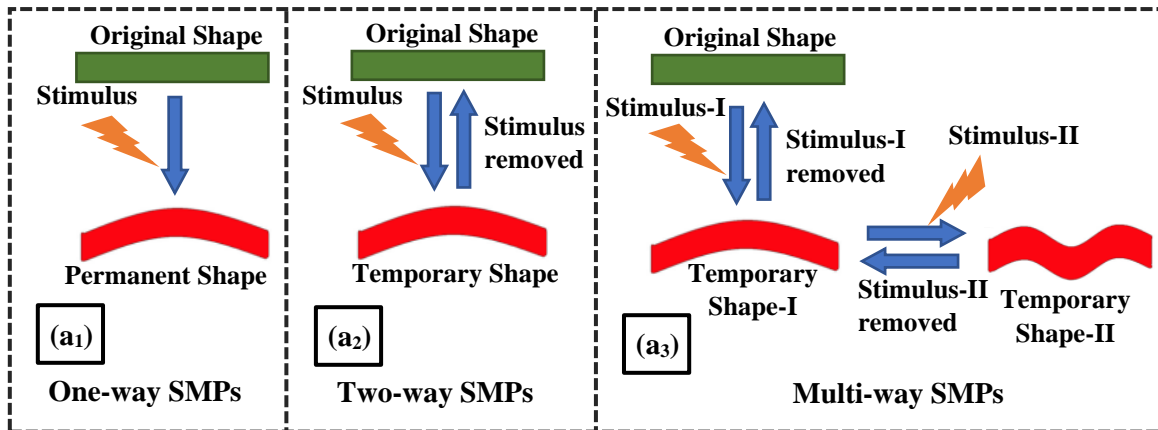 Original Shape
Stimulus
Permanent Shape
(a₁)
One-way SMPs
Original Shape
Stimulus
Stimulus
removed
Temporary Shape
(a₂)
Two-way SMPs
Original Shape
Stimulus-I
Stimulus-I
removed
Stimulus-II
Temporary
Shape-I
Stimulus-II
removed
Temporary
Shape-II
(a₃)
Multi-way SMPs